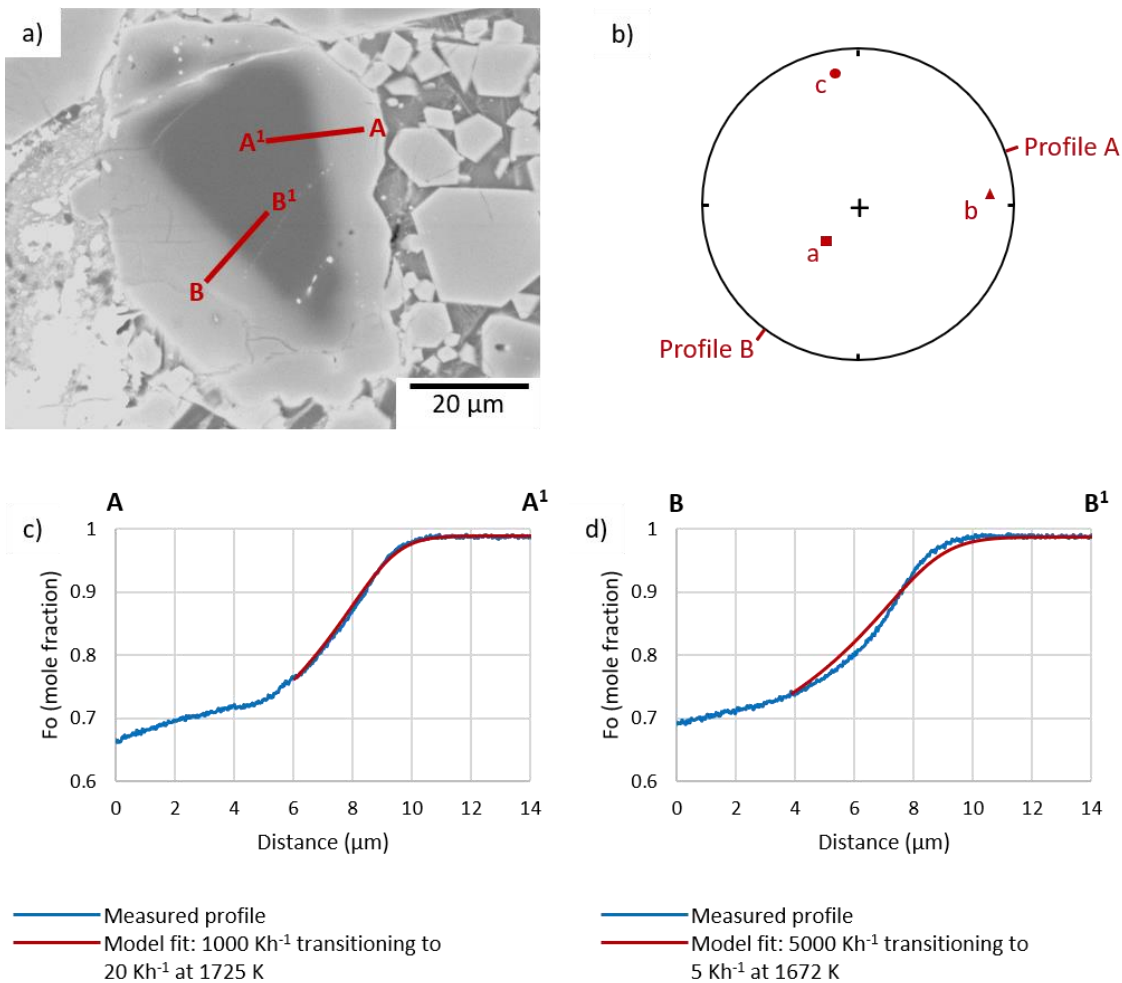 a)
A¹
A
B¹
B
20 µm
b)
c
Profile A
b
a
Profile B
c)
A
A¹
Fo (mole fraction)
1
0.9
0.8
0.7
0.6
0 2 4 6 8 10 12 14
Distance (µm)
d)
B
B¹
Fo (mole fraction)
1
0.9
0.8
0.7
0.6
0 2 4 6 8 10 12 14
Distance (µm)
Measured profile
Model fit: 1000 Kh⁻¹ transitioning to
20 Kh⁻¹ at 1725 K
Measured profile
Model fit: 5000 Kh⁻¹ transitioning to
5 Kh⁻¹ at 1672 K